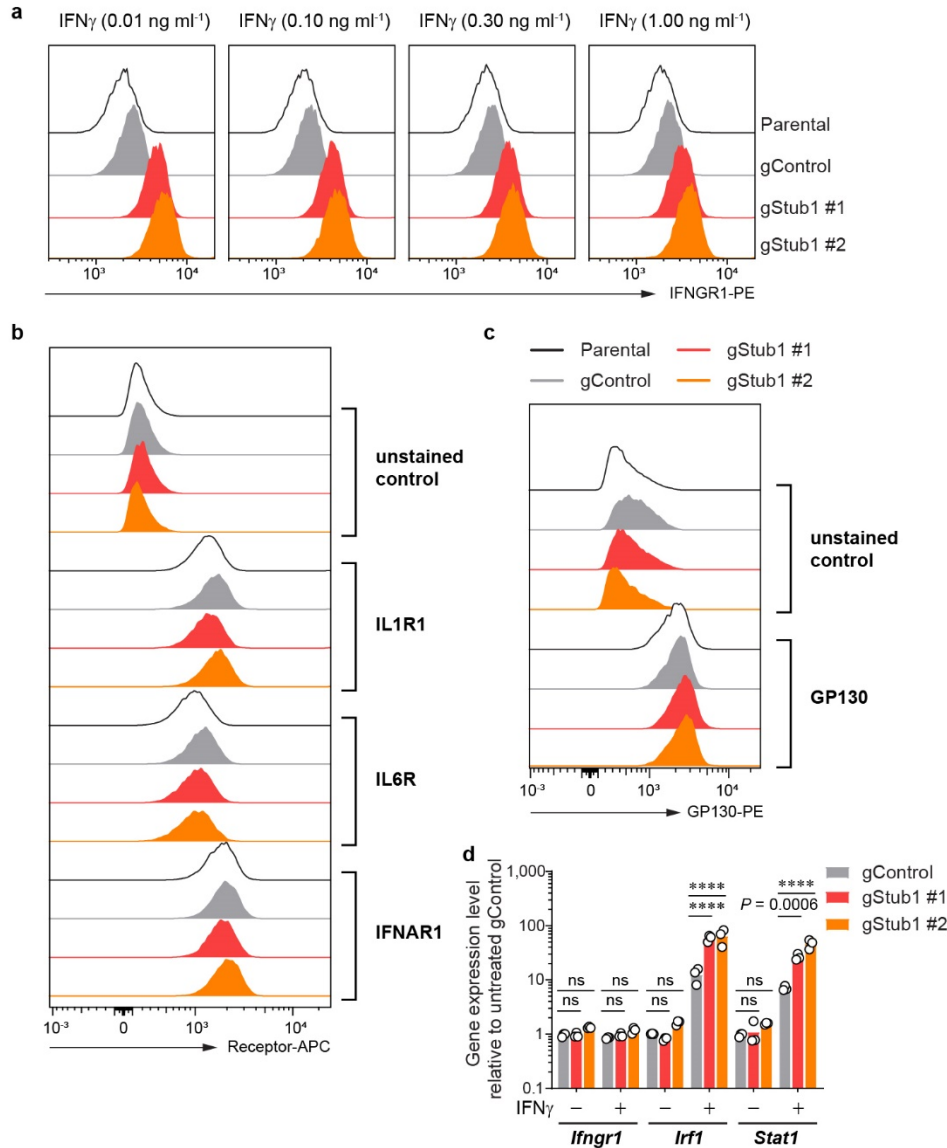 a
IFNγ (0.01 ng ml-1) IFNγ (0.10 ng ml-1) IFNγ (0.30 ng ml-1) IFNγ (1.00 ng ml-1)
Parental
gControl
gStub1 #1
gStub1 #2
10³ 10⁴ 10³ 10⁴ 10³ 10⁴ 10³ 10⁴
IFNGR1-PE
b
unstained
control
IL1R1
IL6R
IFNAR1
10-3 0 10³ 10⁴
Receptor-APC
c
Parental gStub1 #1
gControl gStub1 #2
unstained
control
GP130
10-3 0 10³ 10⁴
GP130-PE
d
Gene expression level
relative to untreated gControl
1,000
100
10
1
0.1
gControl
gStub1 #1
gStub1 #2
ns ns ns **** ns ****
ns ns ns **** ns P = 0.0006
IFNγ − + − + − +
Ifngr1 Irf1 Stat1